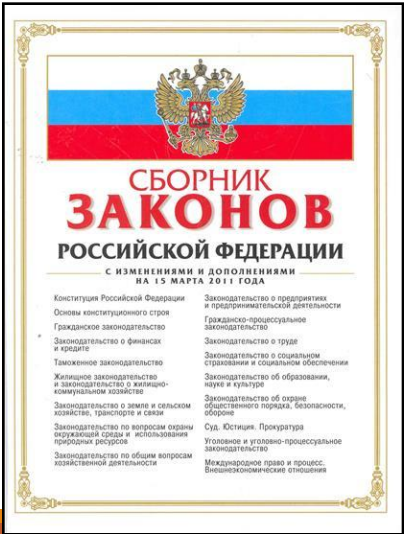 СБОРНИК
ЗАКОНОВ
РОССИЙСКОЙ ФЕДЕРАЦИИ
С ИЗМЕНЕНИЯМИ И ДОПОЛНЕНИЯМИ
НА 15 МАРТА 2011 ГОДА
Конституция Российской Федерации
Основы конституционного строя
Гражданское законодательство
Законодательство о финансах
и кредите
Таможенное законодательство
Жилищное законодательство
и законодательство о жилищно-
коммунальном хозяйстве
Законодательство о земле и сельском
хозяйстве, транспорте и связи
Законодательство по вопросам охраны
окружающей среды и использования
природных ресурсов
Законодательство по общим вопросам
хозяйственной деятельности
Законодательство о предприятиях
и предпринимательской деятельности
Гражданско-процессуальное
законодательство
Законодательство о труде
Законодательство о социальном
страховании и социальном обеспечении
Законодательство об образовании,
науке и культуре
Законодательство об охране
общественного порядка, безопасности,
обороне
Суд. Юстиция. Прокуратура
Уголовное и уголовно-процессуальное
законодательство
Международное право и процесс.
Внешнеэкономические отношения